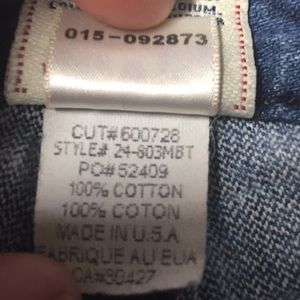 015-092873
CUT# 600728
STYLE# 24-803MBT
PO# 52409
100% COTTON
100% COTON
MADE IN U.S.A
FABRIQUE AU EUA
CA#30427